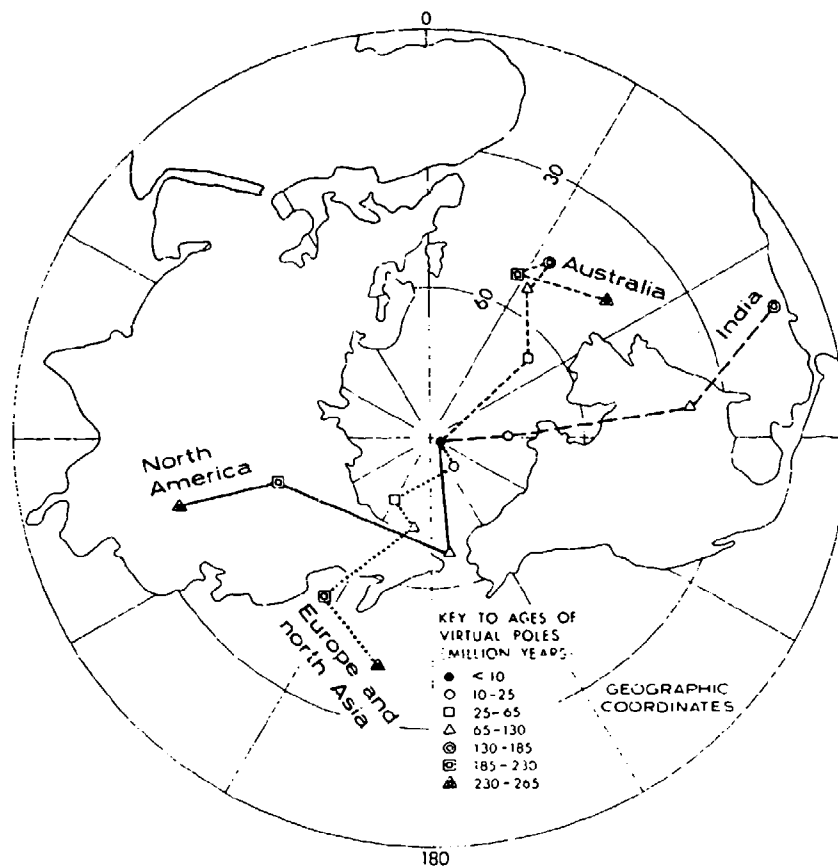 0
30
60
Australia
India
North
America
Europe and
north Asia
KEY TO AGES OF
VIRTUAL POLES
(MILLION YEARS)
< 10
10-25
25-65
65-130
130-185
185-230
230-265
GEOGRAPHIC
COORDINATES
180